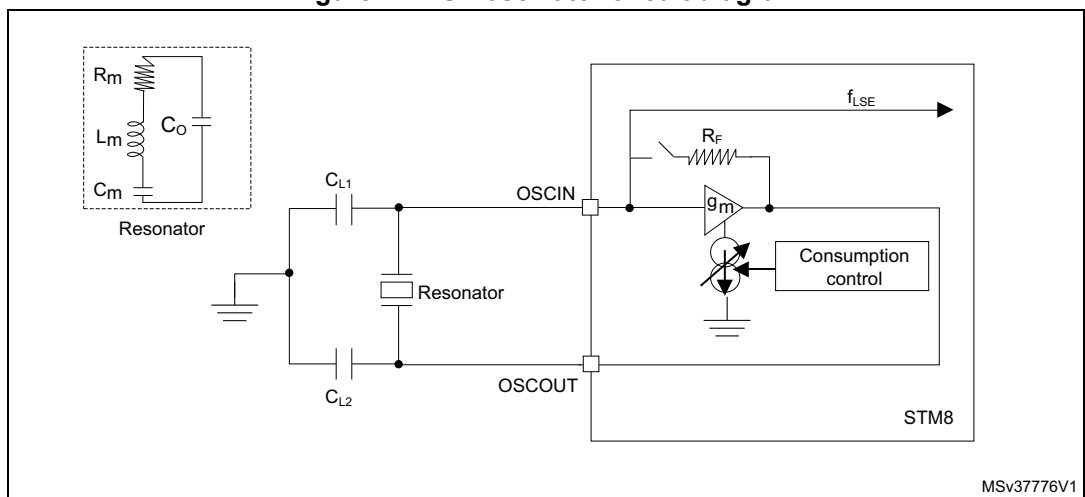 Rm
Lm
CO
Cm
Resonator
CL1
Resonator
CL2
OSCIN
OSCOUT
fLSE
RF
gm
Consumption
control
STM8
MSv37776V1